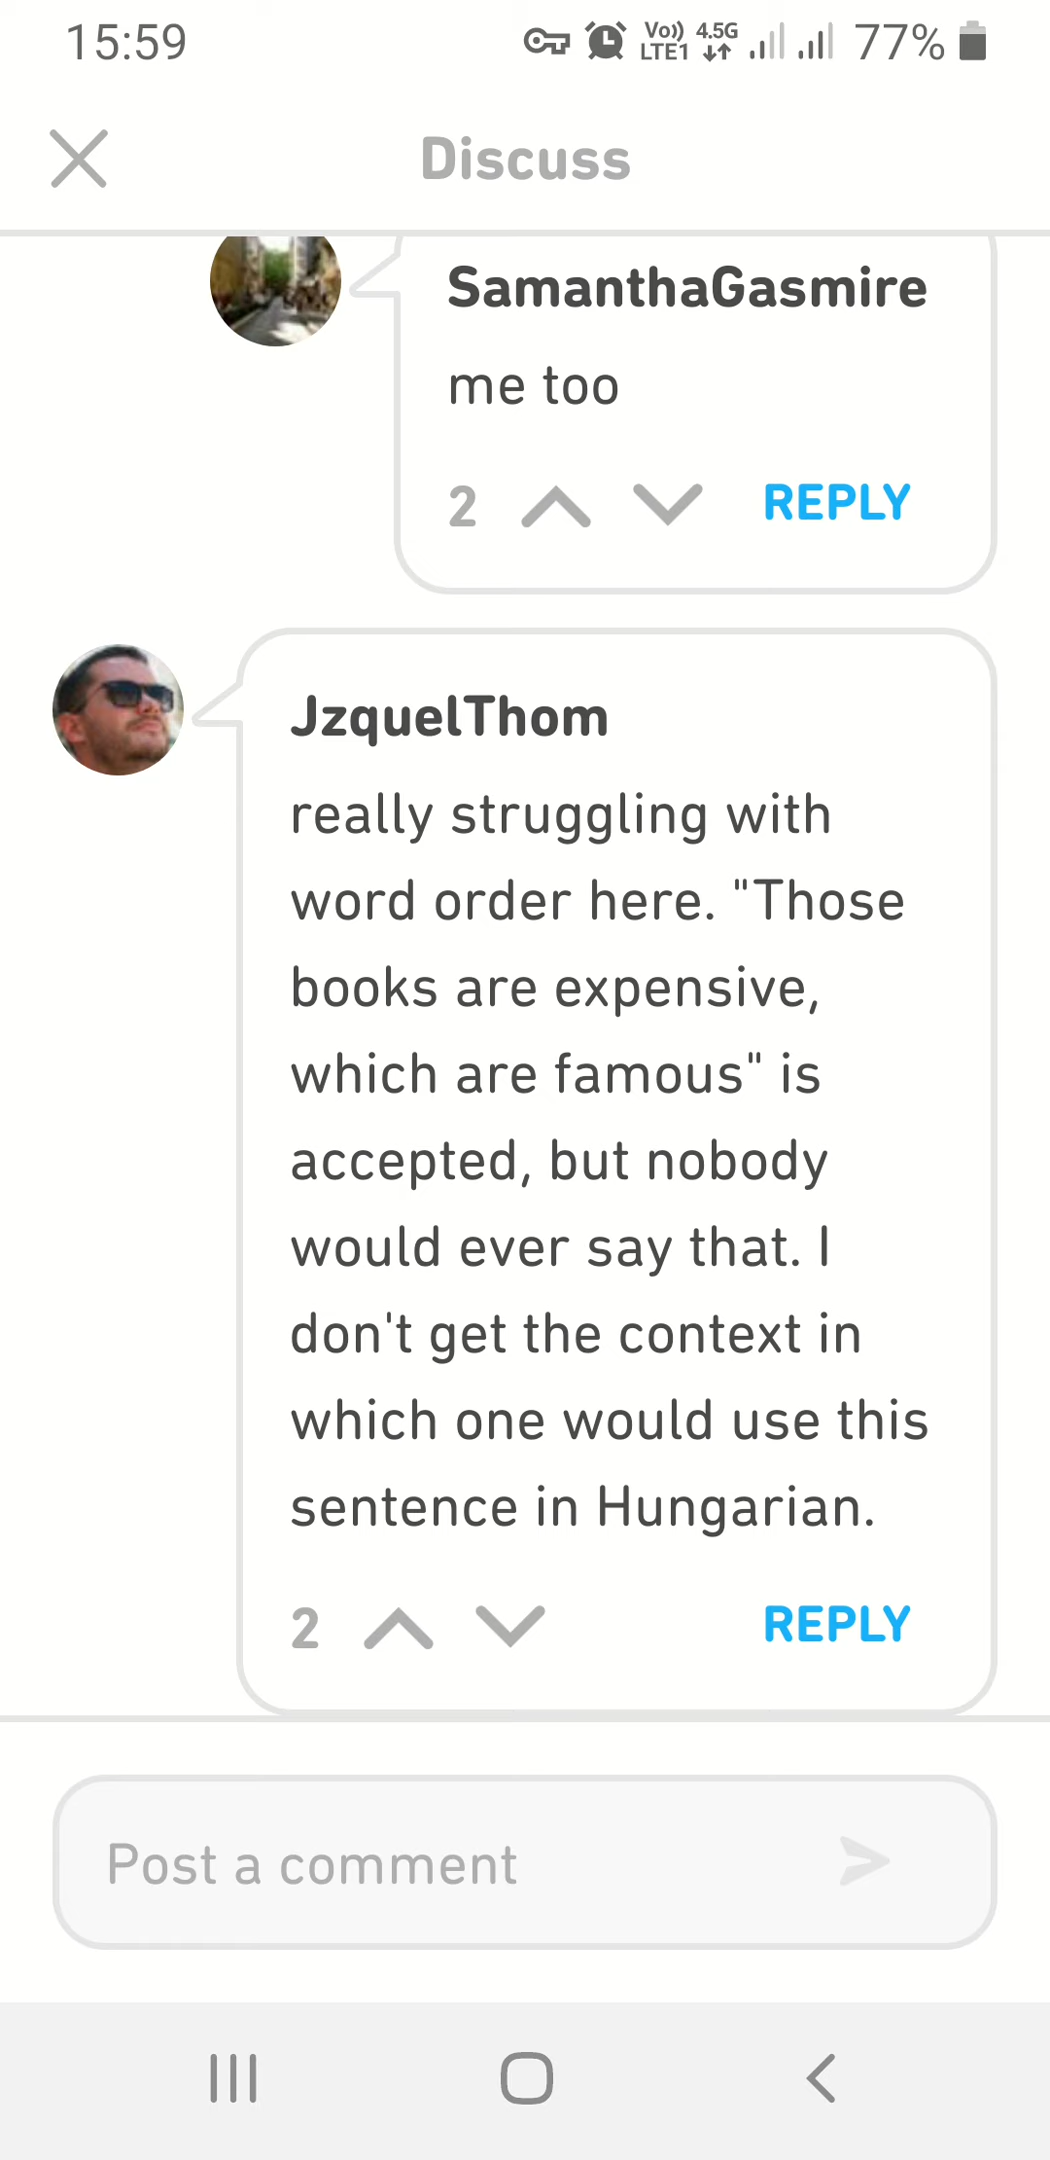 15:59 Vo)) LTE1 4.5G 77%
Discuss
SamanthaGasmire
me too
2 REPLY
JzquelThom
really struggling with
word order here. "Those
books are expensive,
which are famous" is
accepted, but nobody
would ever say that. I
don't get the context in
which one would use this
sentence in Hungarian.
2 REPLY
Post a comment